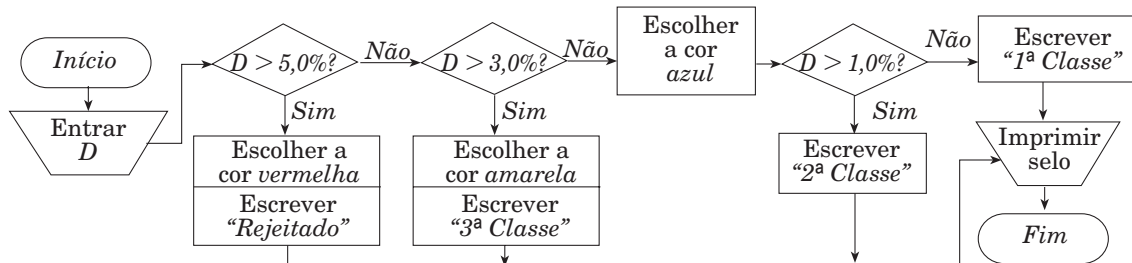 Início
Entrar
D
D > 5,0%?
Não
Sim
Escolher a
cor vermelha
Escrever
“Rejeitado”
D > 3,0%?
Não
Sim
Escolher a
cor amarela
Escrever
“3ª Classe”
Escolher
a cor
azul
D > 1,0%?
Não
Sim
Escrever
“2ª Classe”
Escrever
“1ª Classe”
Imprimir
selo
Fim